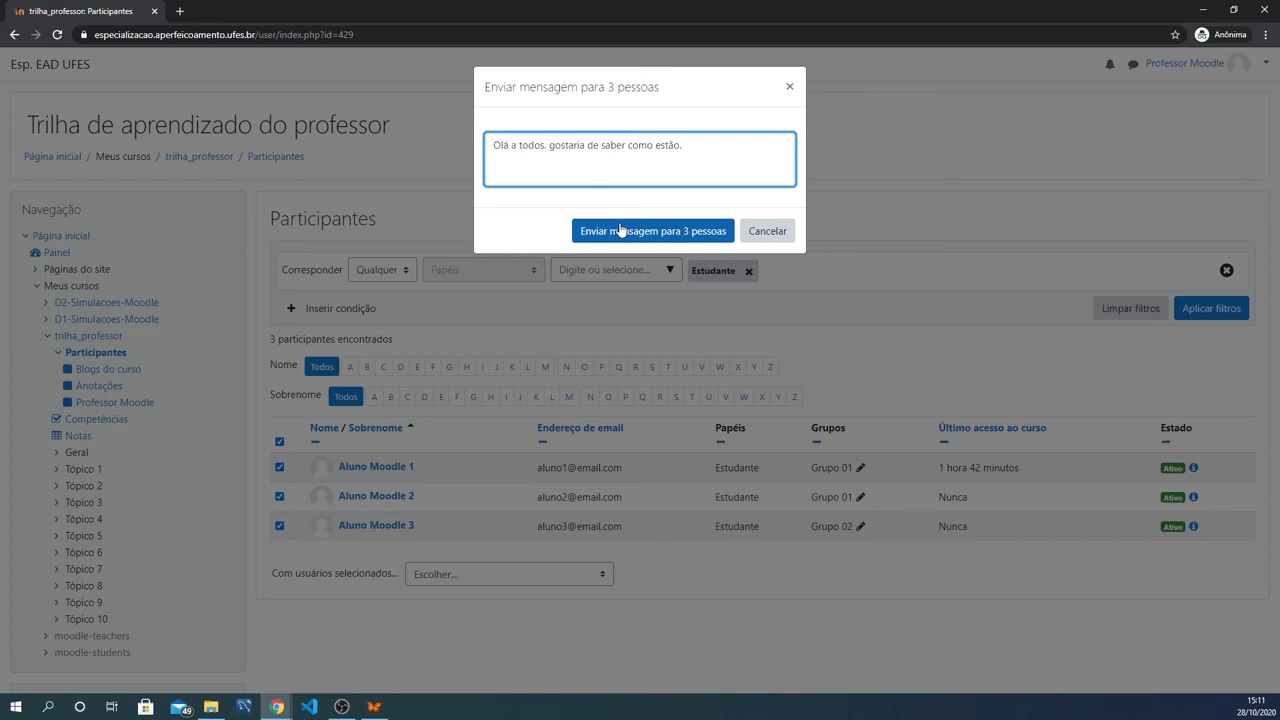 trilha_professor: Participantes
especializacao.aperfeicoamento.ufes.br/user/index.php?id=429
Anônima
Esp. EAD UFES
Professor Moodle
Enviar mensagem para 3 pessoas
Olá a todos. gostaria de saber como estão.
Enviar mensagem para 3 pessoas
Cancelar
Trilha de aprendizado do professor
Página inicial / Meus cursos / trilha_professor / Participantes
Navegação
Página inicial
Painel
Páginas do site
Meus cursos
D2-Simulacoes-Moodle
D1-Simulacoes-Moodle
trilha_professor
Participantes
Blogs do curso
Anotações
Professor Moodle
Competências
Notas
Geral
Tópico 1
Tópico 2
Tópico 3
Tópico 4
Tópico 5
Tópico 6
Tópico 7
Tópico 8
Tópico 9
Tópico 10
moodle-teachers
moodle-students
Participantes
Corresponder Qualquer Papéis Digite ou selecione... Estudante
Inserir condição
Limpar filtros Aplicar filtros
3 participantes encontrados
Nome Todos A B C D E F G H I J K L M N O P Q R S T U V W X Y Z
Sobrenome Todos A B C D E F G H I J K L M N O P Q R S T U V W X Y Z
Nome / Sobrenome Endereço de email Papéis Grupos Último acesso ao curso Estado
Aluno Moodle 1 aluno1@email.com Estudante Grupo 01 1 hora 42 minutos Ativo
Aluno Moodle 2 aluno2@email.com Estudante Grupo 01 Nunca Ativo
Aluno Moodle 3 aluno3@email.com Estudante Grupo 02 Nunca Ativo
Com usuários selecionados... Escolher...
49
15:11
28/10/2020